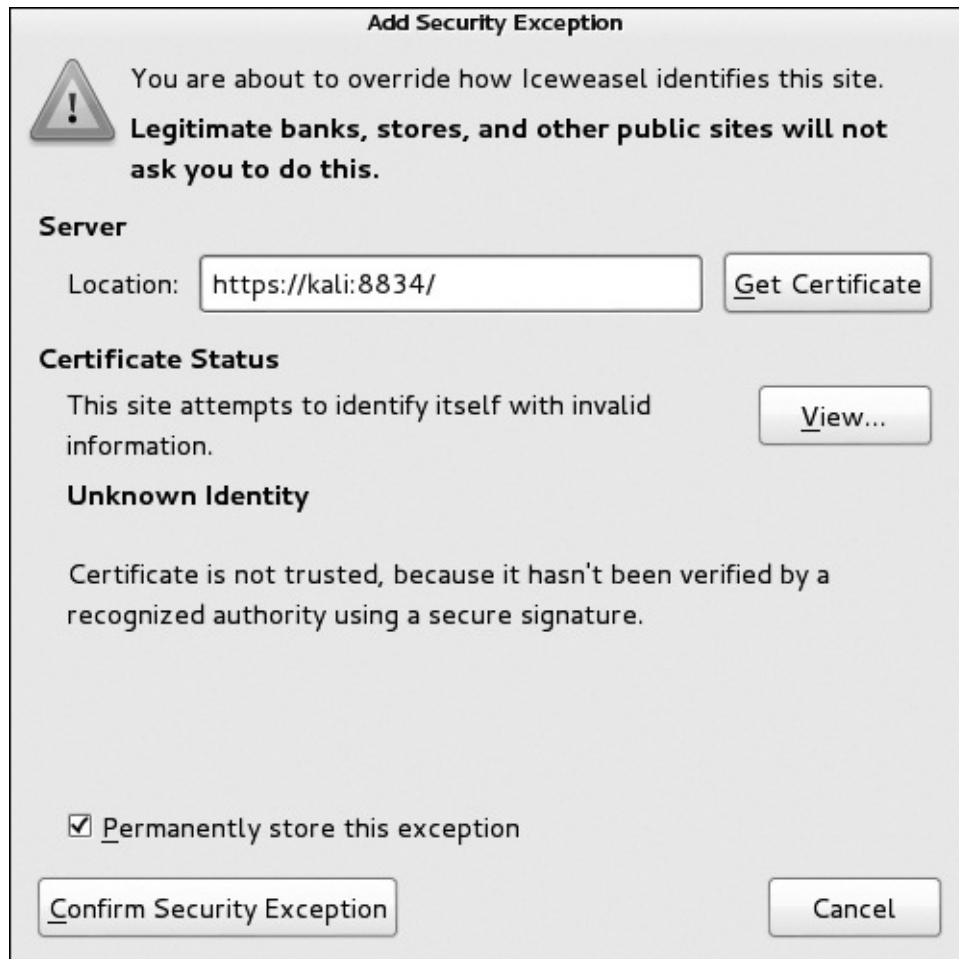 Add Security Exception
You are about to override how Iceweasel identifies this site.
Legitimate banks, stores, and other public sites will not
ask you to do this.
Server
Location: https://kali:8834/ Get Certificate
Certificate Status
This site attempts to identify itself with invalid
information.
View...
Unknown Identity
Certificate is not trusted, because it hasn't been verified by a
recognized authority using a secure signature.
Permanently store this exception
Confirm Security Exception Cancel